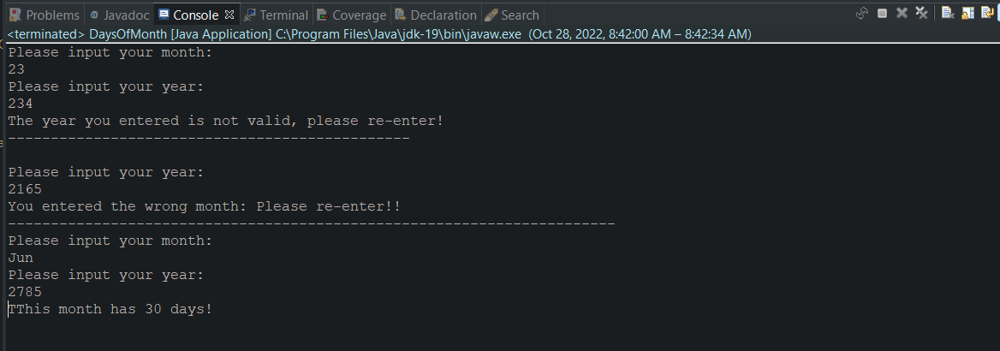 Problems @ Javadoc Console Terminal Coverage Declaration Search
<terminated> DaysOfMonth [Java Application] C:\Program Files\Java\jdk-19\bin\javaw.exe (Oct 28, 2022, 8:42:00 AM – 8:42:34 AM)
Please input your month:
23
Please input your year:
234
The year you entered is not valid, please re-enter!
-----------------------------------------------
Please input your year:
2165
You entered the wrong month: Please re-enter!!
-----------------------------------------------------------------------
Please input your month:
Jun
Please input your year:
2785
TThis month has 30 days!